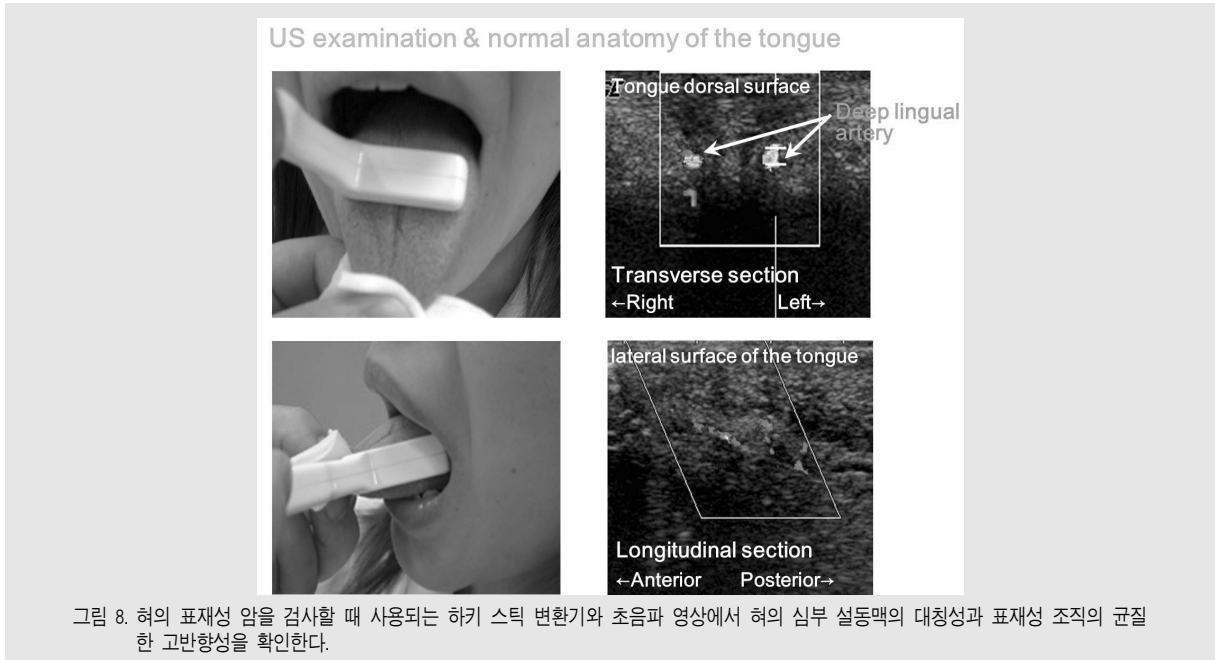 US examination & normal anatomy of the tongue
Tongue dorsal surface
Deep lingual
artery
Transverse section
←Right
Left→
lateral surface of the tongue
Longitudinal section
←Anterior
Posterior→
그림 8. 혀의 표재성 암을 검사할 때 사용되는 하키 스틱 변환기와 초음파 영상에서 혀의 심부 설동맥의 대칭성과 표재성 조직의 균질
한 고반향성을 확인한다.